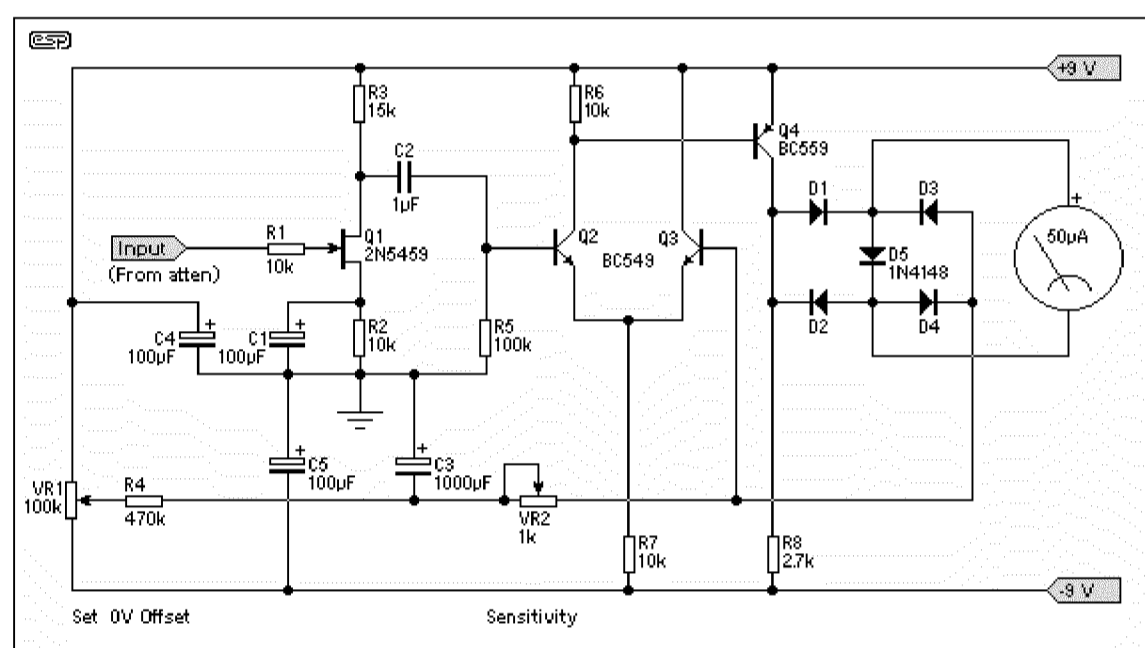 esp
+9 V
R3
15k
R6
10k
Q4
BC559
C2
1µF
D1
D3
+
50µA
R1
10k
Q1
2N5459
Input
(From atten)
Q2
Q3
BC549
D5
1N4148
D2
D4
+
C4
100µF
+
C1
100µF
R2
10k
R5
100k
+
C5
100µF
+
C3
1000µF
VR1
100k
R4
470k
VR2
1k
R7
10k
R8
2.7k
-9 V
Set 0V Offset
Sensitivity